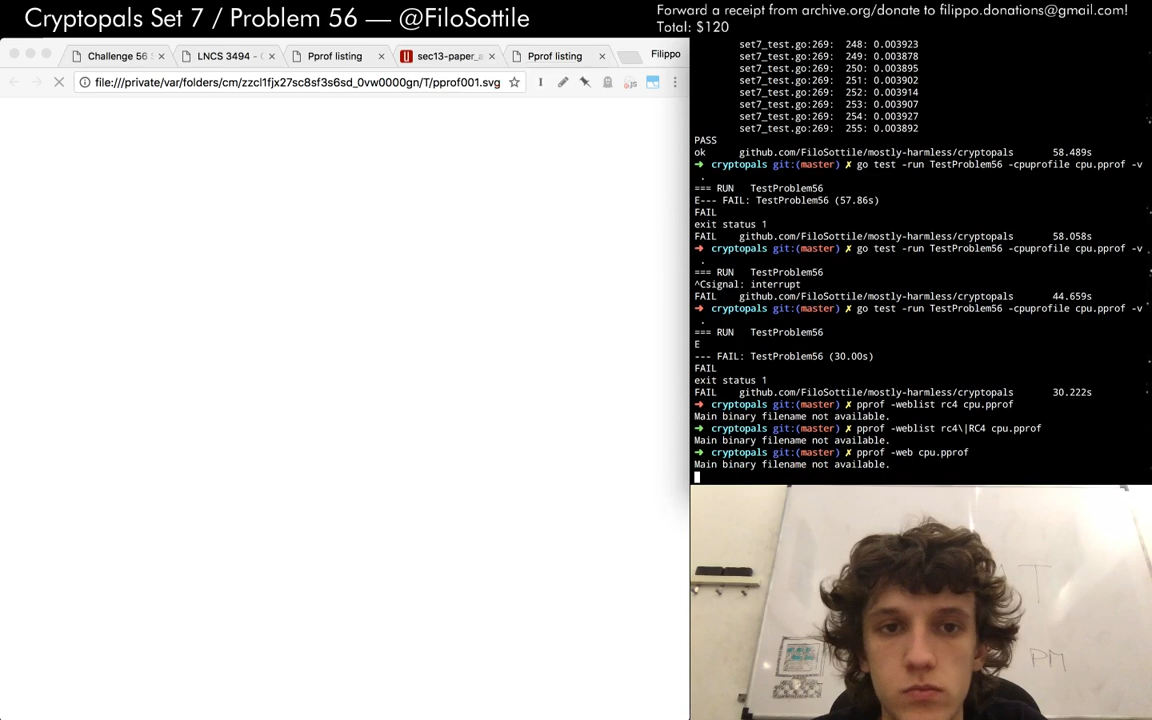 Cryptopals Set 7 / Problem 56 — @FiloSottile
Forward a receipt from archive.org/donate to filippo.donations@gmail.com!
Total: $120
Challenge 56 S
LNCS 3494 -
Pprof listing
sec13-paper_a
Pprof listing
Filippo
file:///private/var/folders/cm/zzcl1fjx27sc8sf3s6sd_0vw0000gn/T/pprof001.svg
set7_test.go:269: 248: 0.003923
set7_test.go:269: 249: 0.003878
set7_test.go:269: 250: 0.003895
set7_test.go:269: 251: 0.003902
set7_test.go:269: 252: 0.003914
set7_test.go:269: 253: 0.003907
set7_test.go:269: 254: 0.003927
set7_test.go:269: 255: 0.003892
PASS
ok github.com/FiloSottile/mostly-harmless/cryptopals 58.489s
➜ cryptopals git:(master) ✗ go test -run TestProblem56 -cpuprofile cpu.pprof -v
.
=== RUN TestProblem56
E--- FAIL: TestProblem56 (57.86s)
FAIL
exit status 1
FAIL github.com/FiloSottile/mostly-harmless/cryptopals 58.058s
➜ cryptopals git:(master) ✗ go test -run TestProblem56 -cpuprofile cpu.pprof -v
.
=== RUN TestProblem56
^Csignal: interrupt
FAIL github.com/FiloSottile/mostly-harmless/cryptopals 44.659s
➜ cryptopals git:(master) ✗ go test -run TestProblem56 -cpuprofile cpu.pprof -v
.
=== RUN TestProblem56
E
--- FAIL: TestProblem56 (30.00s)
FAIL
exit status 1
FAIL github.com/FiloSottile/mostly-harmless/cryptopals 30.222s
➜ cryptopals git:(master) ✗ pprof -weblist rc4 cpu.pprof
Main binary filename not available.
➜ cryptopals git:(master) ✗ pprof -weblist rc4\|RC4 cpu.pprof
Main binary filename not available.
➜ cryptopals git:(master) ✗ pprof -web cpu.pprof
Main binary filename not available.
T
PM